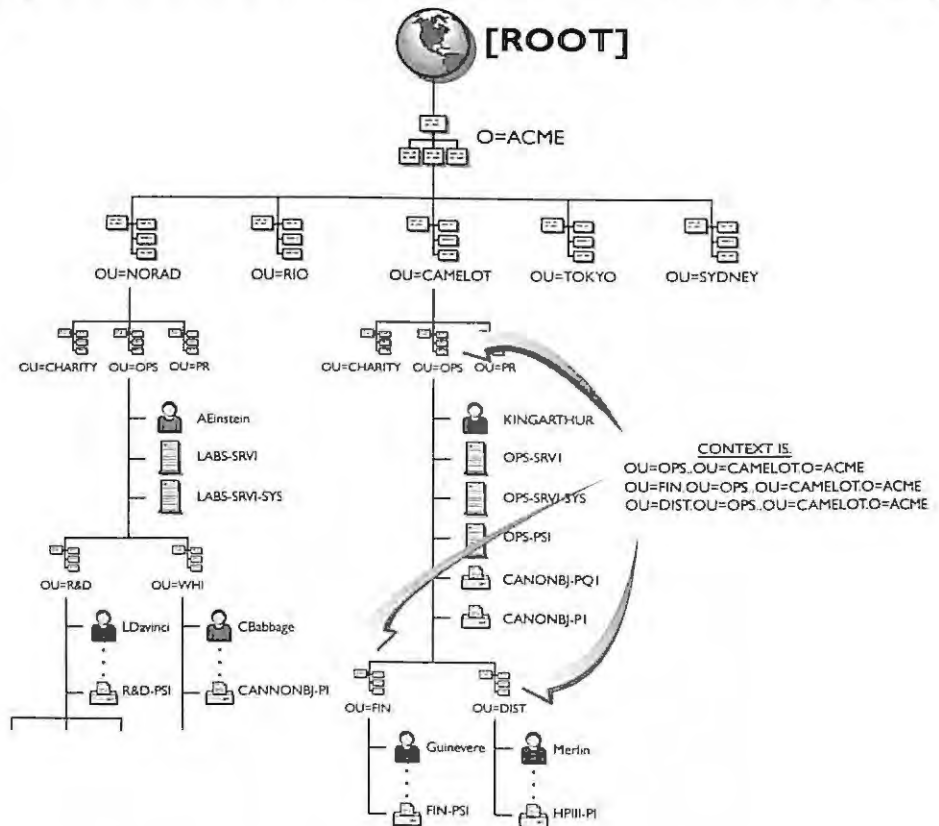 [ROOT]
O=ACME
OU=NORAD
OU=RIO
OU=CAMELOT
OU=TOKYO
OU=SYDNEY
OU=CHARITY
OU=OPS
OU=PR
OU=CHARITY
OU=OPS
OU=PR
AEinstein
LABS-SRV1
LABS-SRV1-SYS
KINGARTHUR
OPS-SRV1
OPS-SRV1-SYS
OPS-PS1
CANONBJ-PQ1
CANONBJ-P1
CONTEXT IS
OU=OPS..OU=CAMELOT.O=ACME
OU=FIN.OU=OPS..OU=CAMELOT.O=ACME
OU=DIST.OU=OPS..OU=CAMELOT.O=ACME
OU=R&D
OU=WHI
LDavinci
CBabbage
R&D-PS1
CANNONBJ-P1
OU=FIN
OU=DIST
Guinevere
Merlin
FIN-PS1
HPIII-P1